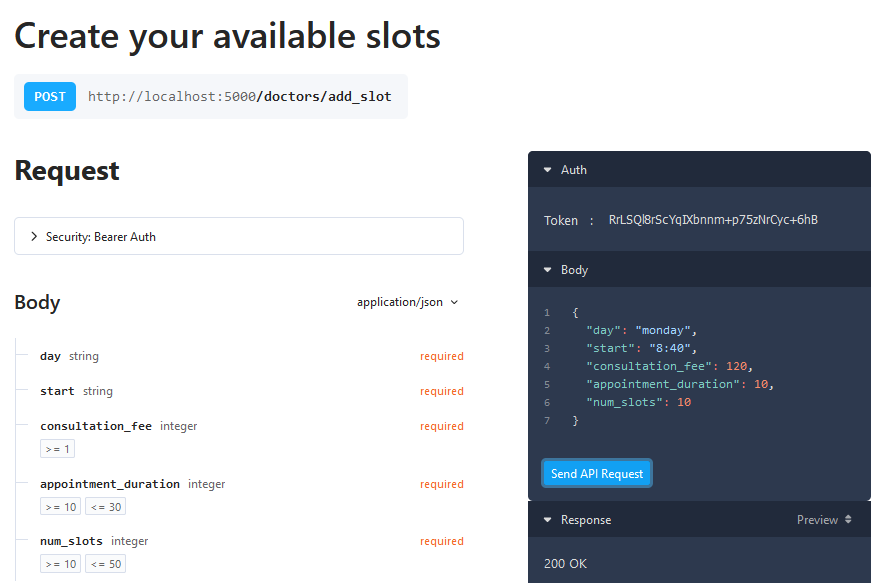 Create your available slots
POST http://localhost:5000/doctors/add_slot
Request
Security: Bearer Auth
Body application/json
day string required
start string required
consultation_fee integer required
>= 1
appointment_duration integer required
>= 10 <= 30
num_slots integer required
>= 10 <= 50
Auth
Token : RrLSQl8rScYqIXbnnm+p75zNrCyc+6hB
Body
1 {
2 "day": "monday",
3 "start": "8:40",
4 "consultation_fee": 120,
5 "appointment_duration": 10,
6 "num_slots": 10
7 }
Send API Request
Response Preview
200 OK